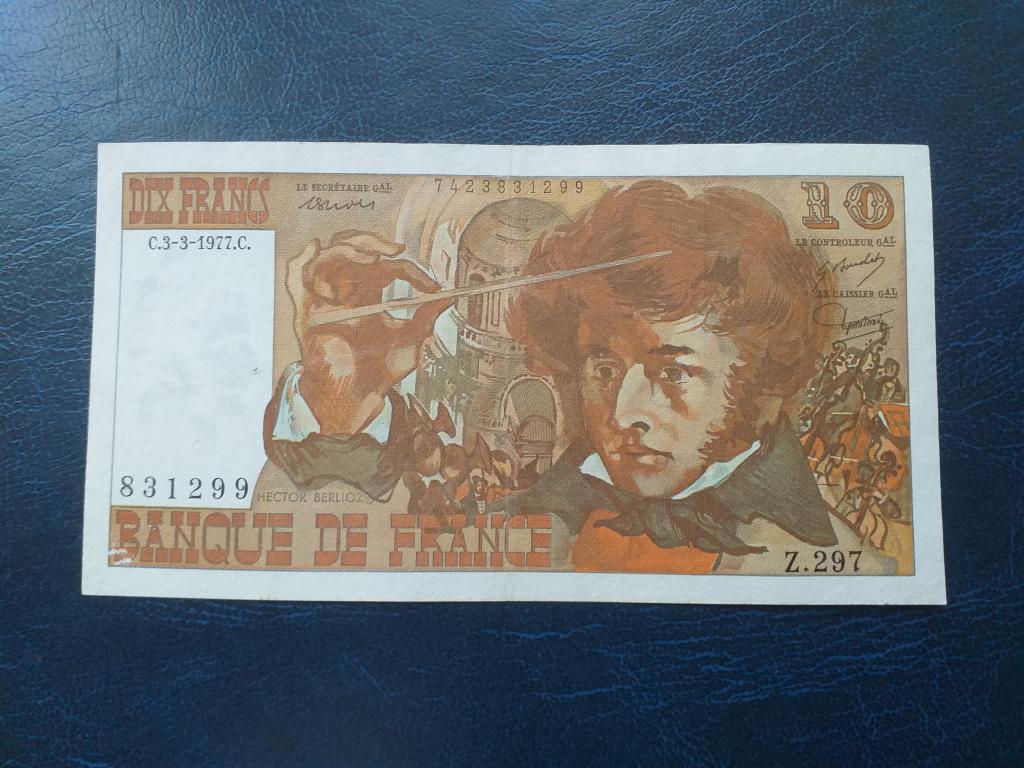 DIX FRANCS
LE SECRÉTAIRE GAL
7423831299
10
C.3-3-1977.C.
LE CONTROLEUR GAL
LE CAISSIER GAL
831299
HECTOR BERLIOZ
BANQUE DE FRANCE
Z.297